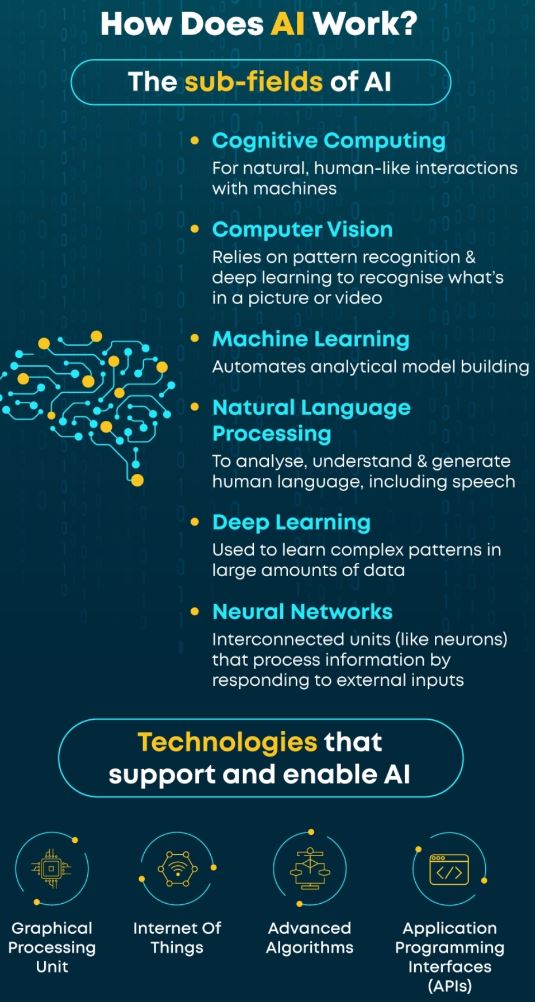 How Does AI Work?
The sub-fields of AI
Cognitive Computing
For natural, human-like interactions
with machines
Computer Vision
Relies on pattern recognition &
deep learning to recognise what's
in a picture or video
Machine Learning
Automates analytical model building
Natural Language
Processing
To analyse, understand & generate
human language, including speech
Deep Learning
Used to learn complex patterns in
large amounts of data
Neural Networks
Interconnected units (like neurons)
that process information by
responding to external inputs
Technologies that
support and enable AI
Graphical
Processing
Unit
Internet Of
Things
Advanced
Algorithms
</>
Application
Programming
Interfaces
(APIs)